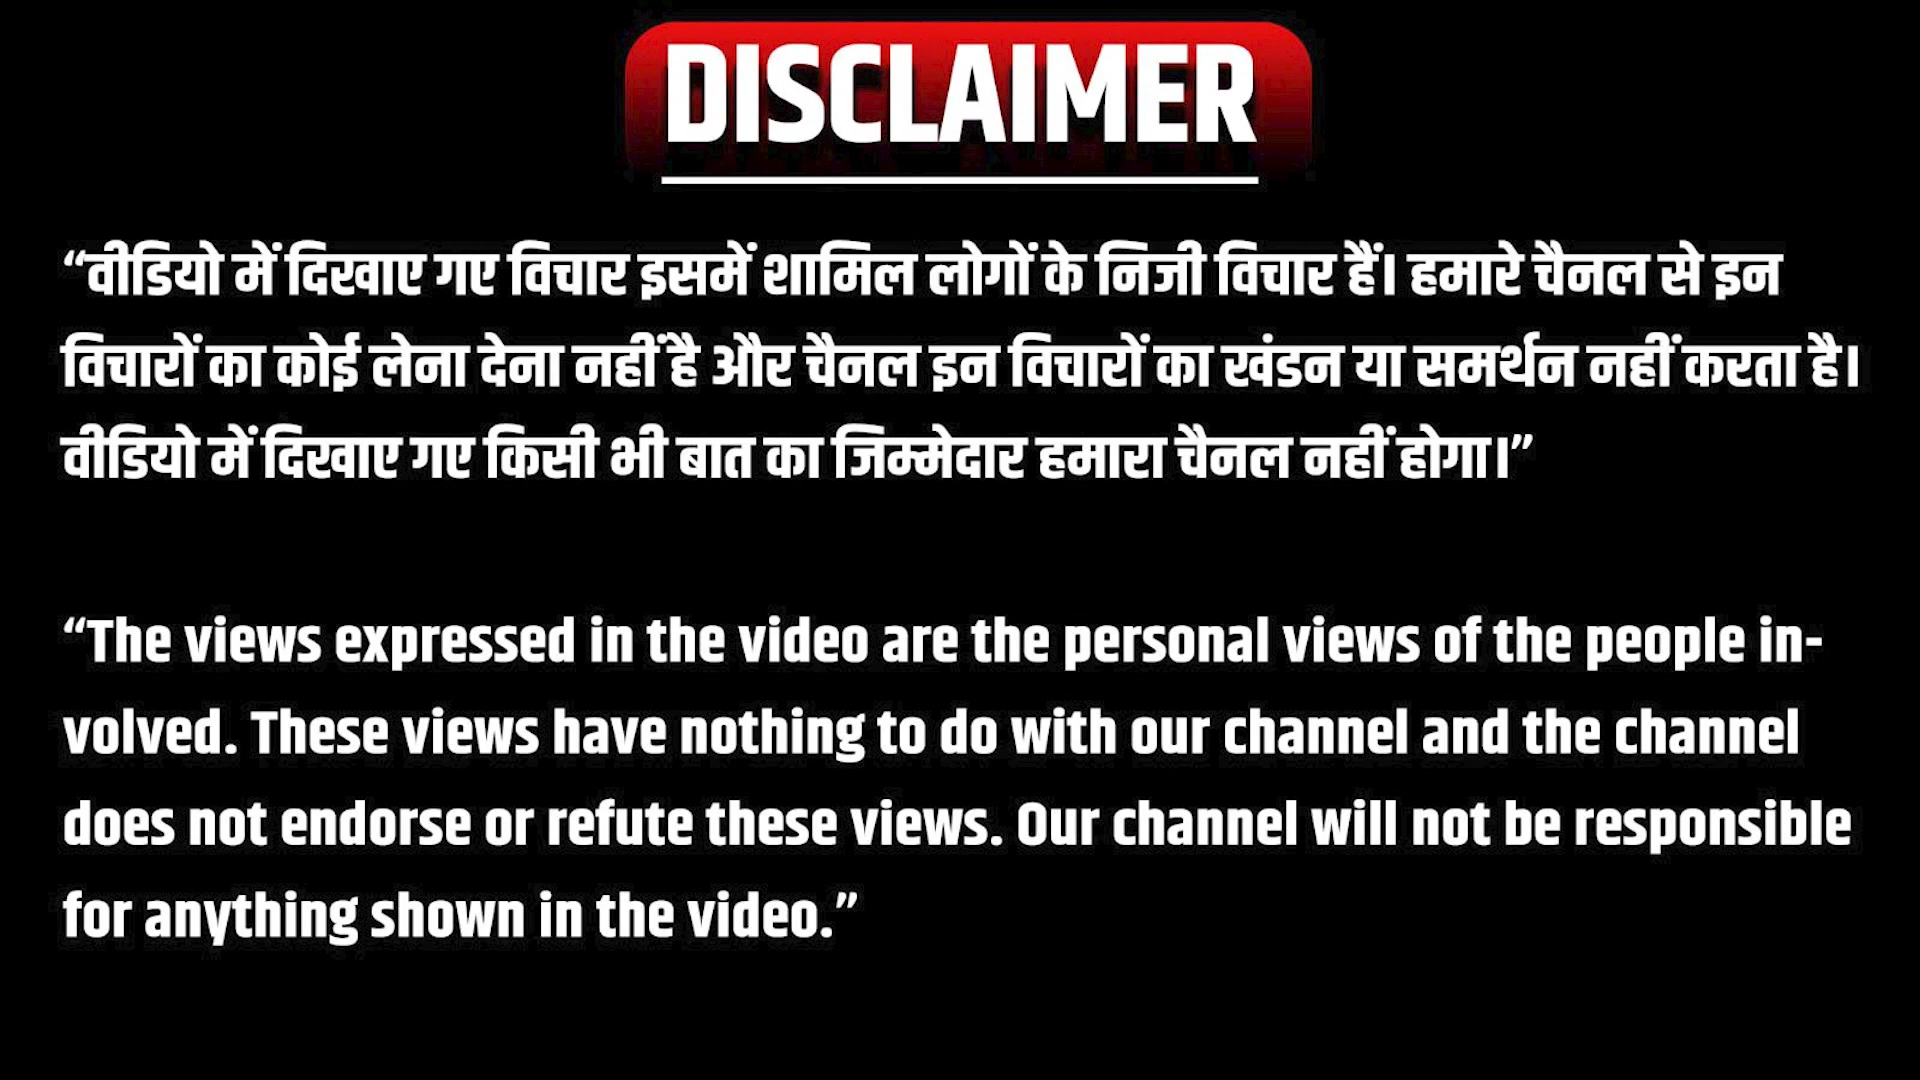 DISCLAIMER
“वीडियो में दिखाए गए विचार इसमें शामिल लोगों के निजी विचार हैं। हमारे चैनल से इन
विचारों का कोई लेना देना नहीं है और चैनल इन विचारों का खंडन या समर्थन नहीं करता है।
वीडियो में दिखाए गए किसी भी बात का जिम्मेदार हमारा चैनल नहीं होगा।”
“The views expressed in the video are the personal views of the people in-
volved. These views have nothing to do with our channel and the channel
does not endorse or refute these views. Our channel will not be responsible
for anything shown in the video.”